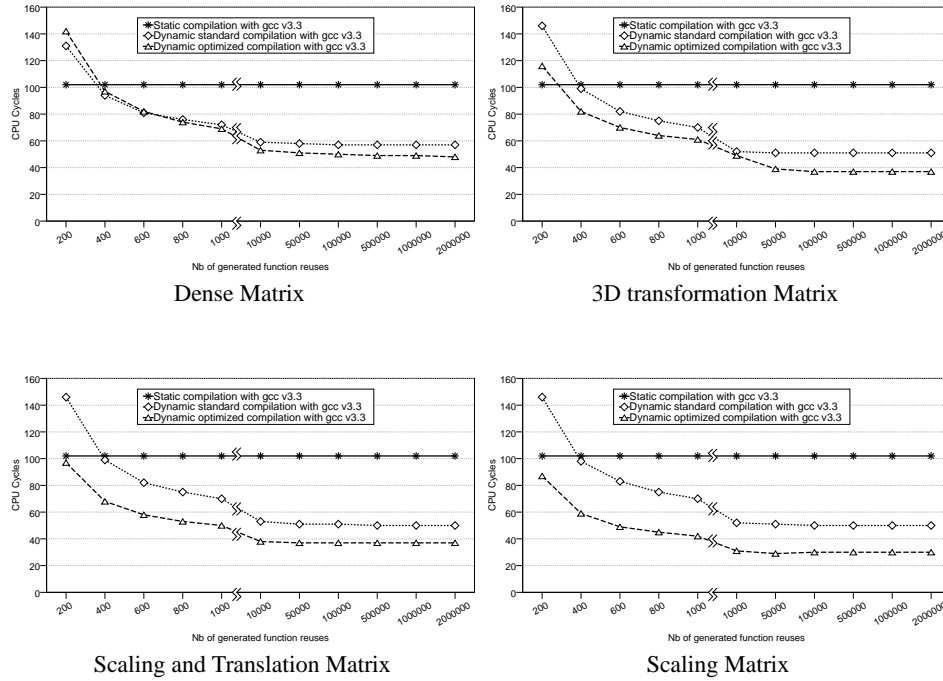 160
140
120
100
80
60
40
20
0
CPU Cycles
Static compilation with gcc v3.3
Dynamic standard compilation with gcc v3.3
Dynamic optimized compilation with gcc v3.3
200 400 600 800 1000 10000 50000 100000 500000 1000000 2000000
Nb of generated function reuses
Dense Matrix
160
140
120
100
80
60
40
20
0
CPU Cycles
Static compilation with gcc v3.3
Dynamic standard compilation with gcc v3.3
Dynamic optimized compilation with gcc v3.3
200 400 600 800 1000 10000 50000 100000 500000 1000000 2000000
Nb of generated function reuses
3D transformation Matrix
160
140
120
100
80
60
40
20
0
CPU Cycles
Static compilation with gcc v3.3
Dynamic standard compilation with gcc v3.3
Dynamic optimized compilation with gcc v3.3
200 400 600 800 1000 10000 50000 100000 500000 1000000 2000000
Nb of generated function reuses
Scaling and Translation Matrix
160
140
120
100
80
60
40
20
0
CPU Cycles
Static compilation with gcc v3.3
Dynamic standard compilation with gcc v3.3
Dynamic optimized compilation with gcc v3.3
200 400 600 800 1000 10000 50000 100000 500000 1000000 2000000
Nb of generated function reuses
Scaling Matrix